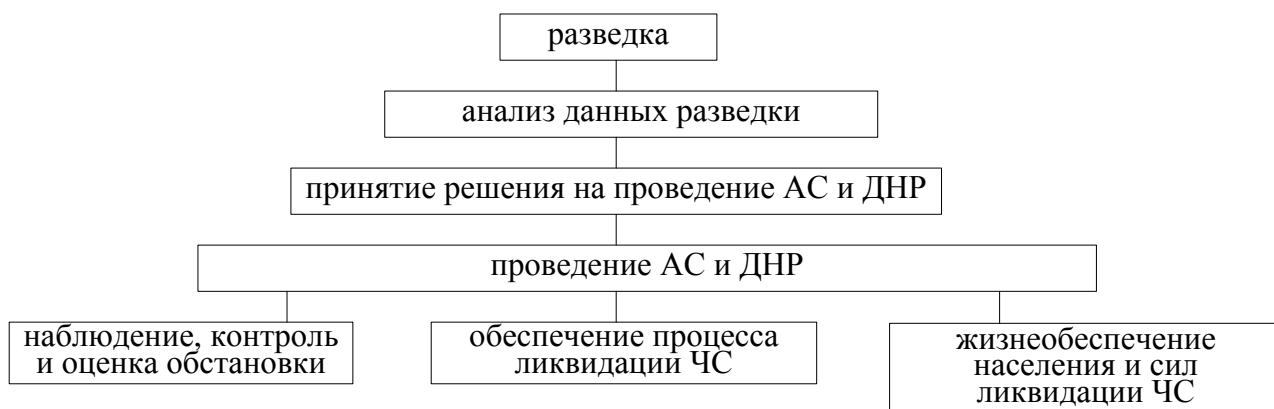 разведка
анализ данных разведки
принятие решения на проведение АС и ДНР
проведение АС и ДНР
наблюдение, контроль
и оценка обстановки
обеспечение процесса
ликвидации ЧС
жизнеобеспечение
населения и сил
ликвидации ЧС